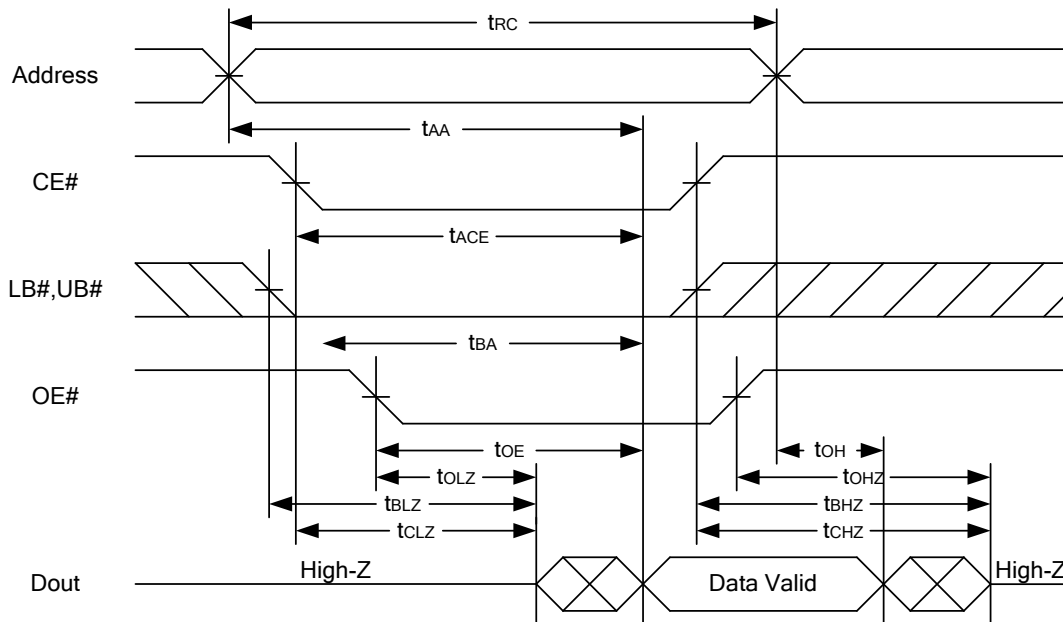 tRC
Address
tAA
CE#
tACE
LB#,UB#
tBA
OE#
tOE
tOH
tOLZ
tOHZ
tBLZ
tBHZ
tCLZ
tCHZ
High-Z
Dout
Data Valid
High-Z